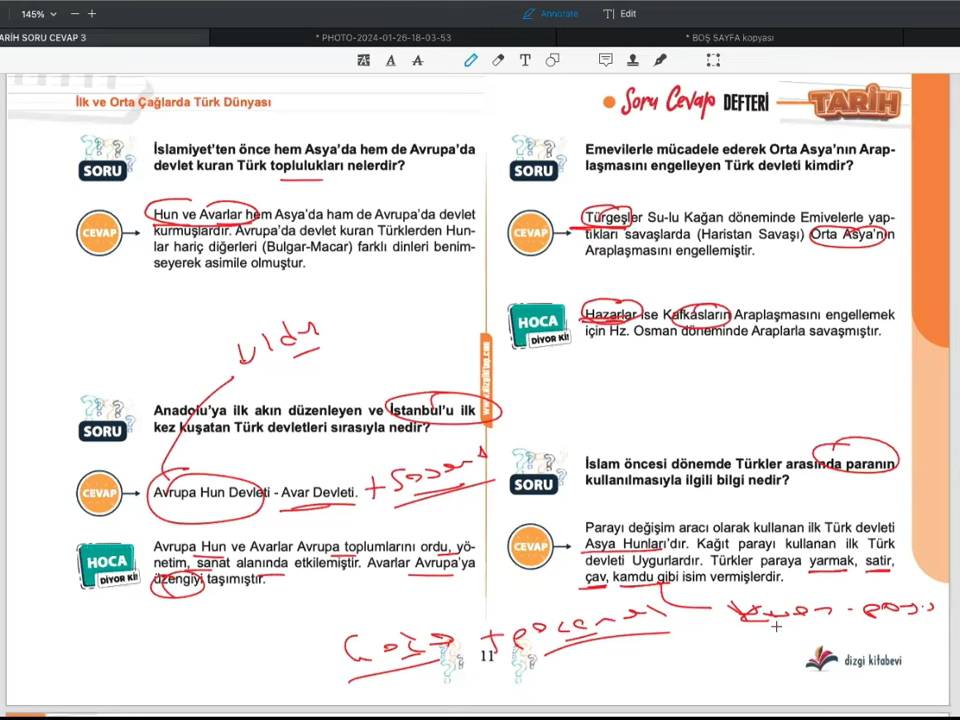 145%
Annotate
Edit
ARİH SORU CEVAP 3
* PHOTO-2024-01-26-18-03-53
* BOŞ SAYFA kopyası
İlk ve Orta Çağlarda Türk Dünyası
Soru Cevap DEFTERİ
TARİH
SORU
İslamiyet'ten önce hem Asya'da hem de Avrupa'da
devlet kuran Türk toplulukları nelerdir?
CEVAP
Hun ve Avarlar hem Asya'da ham de Avrupa'da devlet
kurmuşlardır. Avrupa'da devlet kuran Türklerden Hun-
lar hariç diğerleri (Bulgar-Macar) farklı dinleri benim-
seyerek asimile olmuştur.
SORU
Anadolu'ya ilk akın düzenleyen ve İstanbul'u ilk
kez kuşatan Türk devletleri sırasıyla nedir?
CEVAP
Avrupa Hun Devleti - Avar Devleti.
HOCA
DİYOR Kİ!
Avrupa Hun ve Avarlar Avrupa toplumlarını ordu, yö-
netim, sanat alanında etkilemiştir. Avarlar Avrupa'ya
üzengiyi taşımıştır.
www.dizgikitap.com
SORU
Emevilerle mücadele ederek Orta Asya'nın Arap-
laşmasını engelleyen Türk devleti kimdir?
CEVAP
Türgeşler Su-lu Kağan döneminde Emivelerle yap-
tıkları savaşlarda (Haristan Savaşı) Orta Asya'nın
Araplaşmasını engellemiştir.
HOCA
DİYOR Kİ!
Hazarlar ise Kafkasların Araplaşmasını engellemek
için Hz. Osman döneminde Araplarla savaşmıştır.
SORU
İslam öncesi dönemde Türkler arasında paranın
kullanılmasıyla ilgili bilgi nedir?
CEVAP
Parayı değişim aracı olarak kullanan ilk Türk devleti
Asya Hunları'dır. Kağıt parayı kullanan ilk Türk
devleti Uygurlardır. Türkler paraya yarmak, satir,
çav, kamdu gibi isim vermişlerdir.
11
dizgi kitabevi